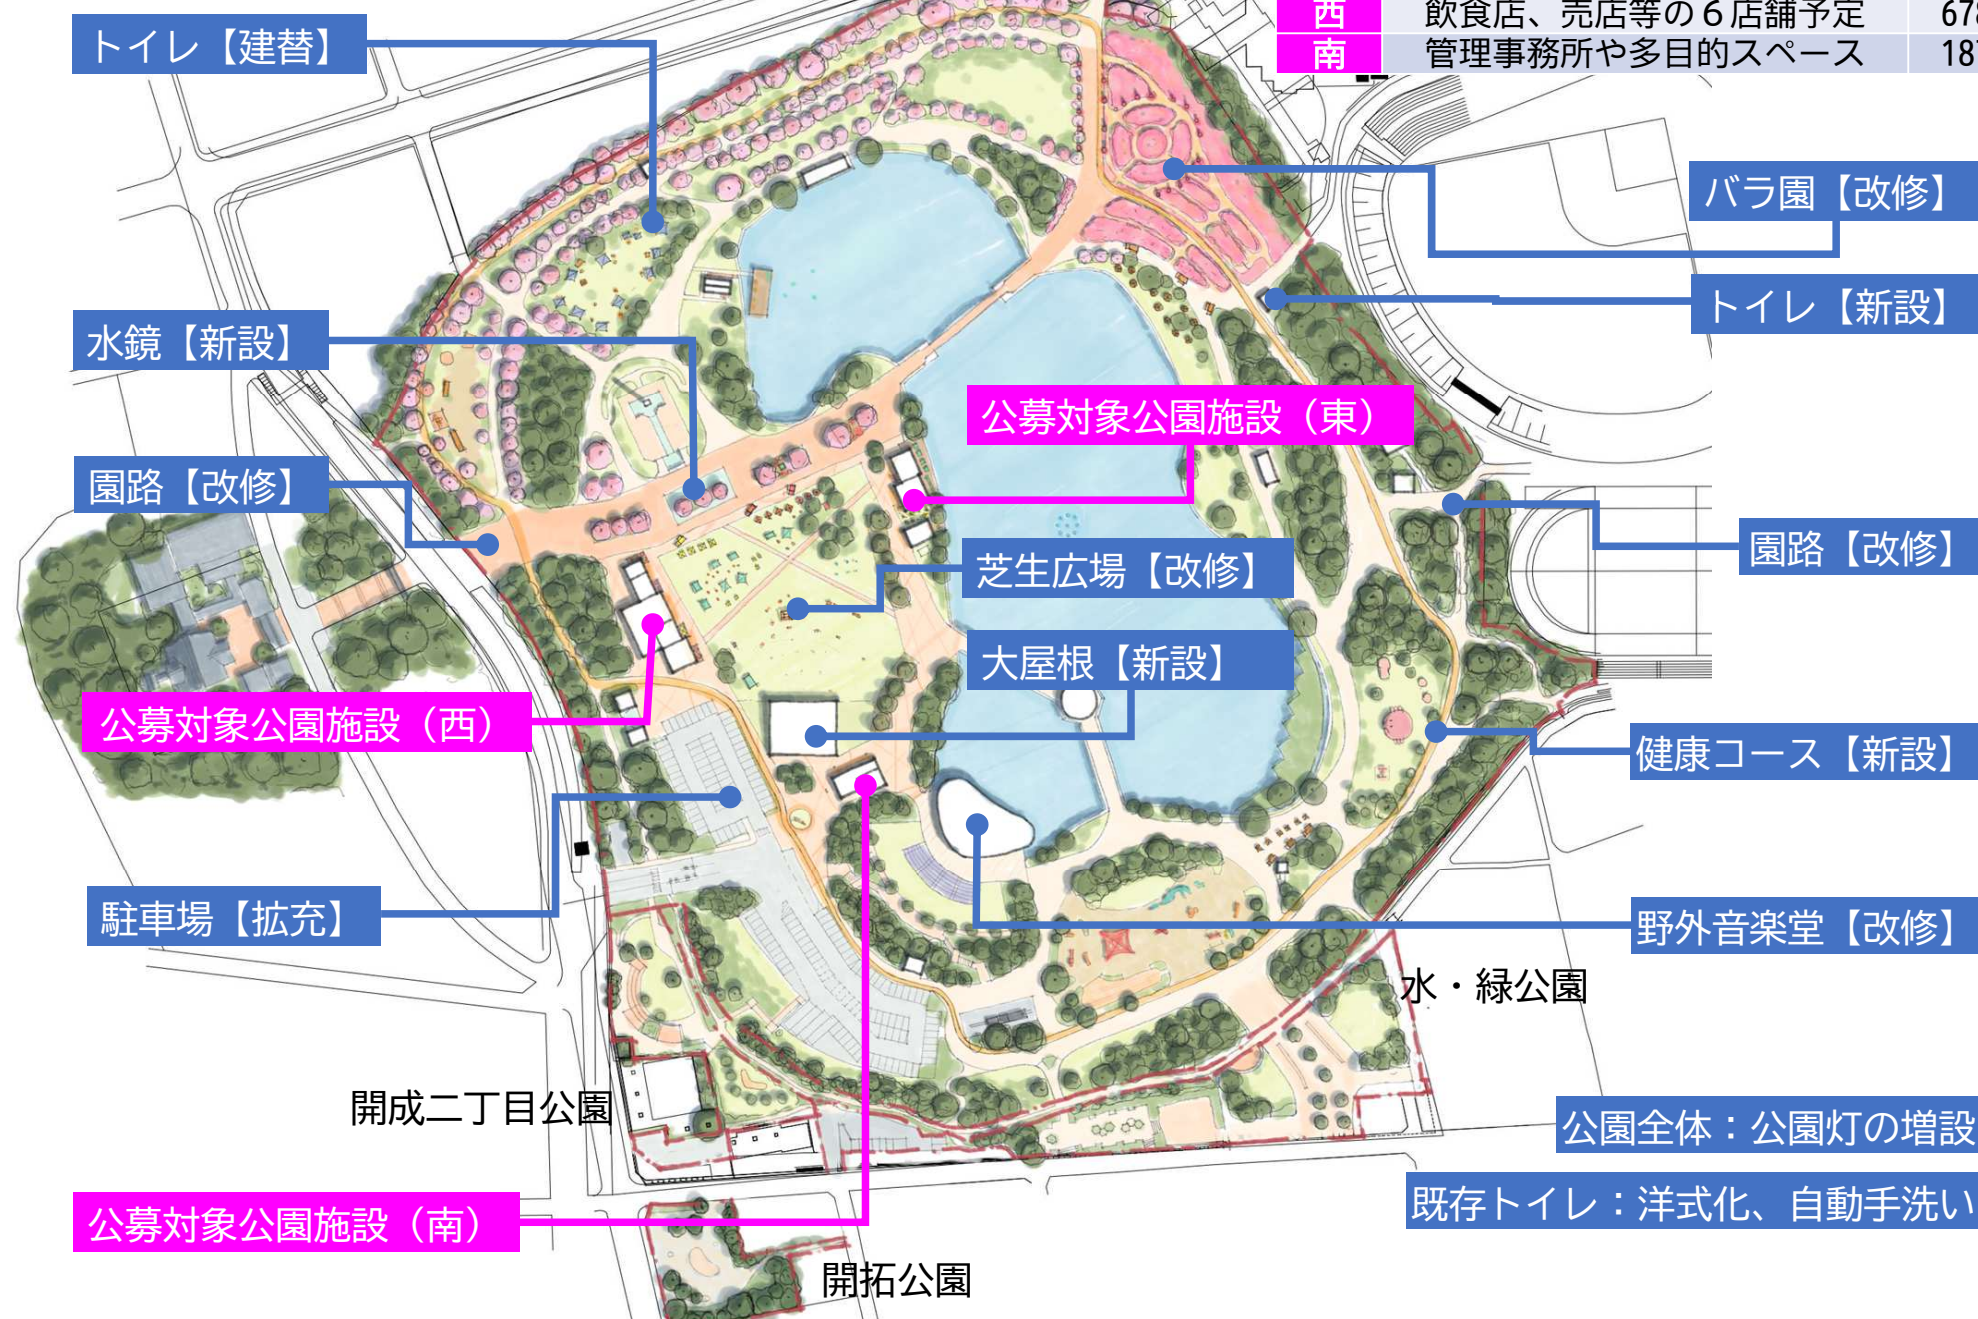 西 飲食店、売店等の６店舗予定
南 管理事務所や多目的スペース
トイレ【建替】
バラ園【改修】
トイレ【新設】
水鏡【新設】
公募対象公園施設（東）
園路【改修】
園路【改修】
芝生広場【改修】
大屋根【新設】
公募対象公園施設（西）
健康コース【新設】
駐車場【拡充】
野外音楽堂【改修】
水・緑公園
開成二丁目公園
公園全体：公園灯の増設
既存トイレ：洋式化、自動手洗い
公募対象公園施設（南）
開拓公園